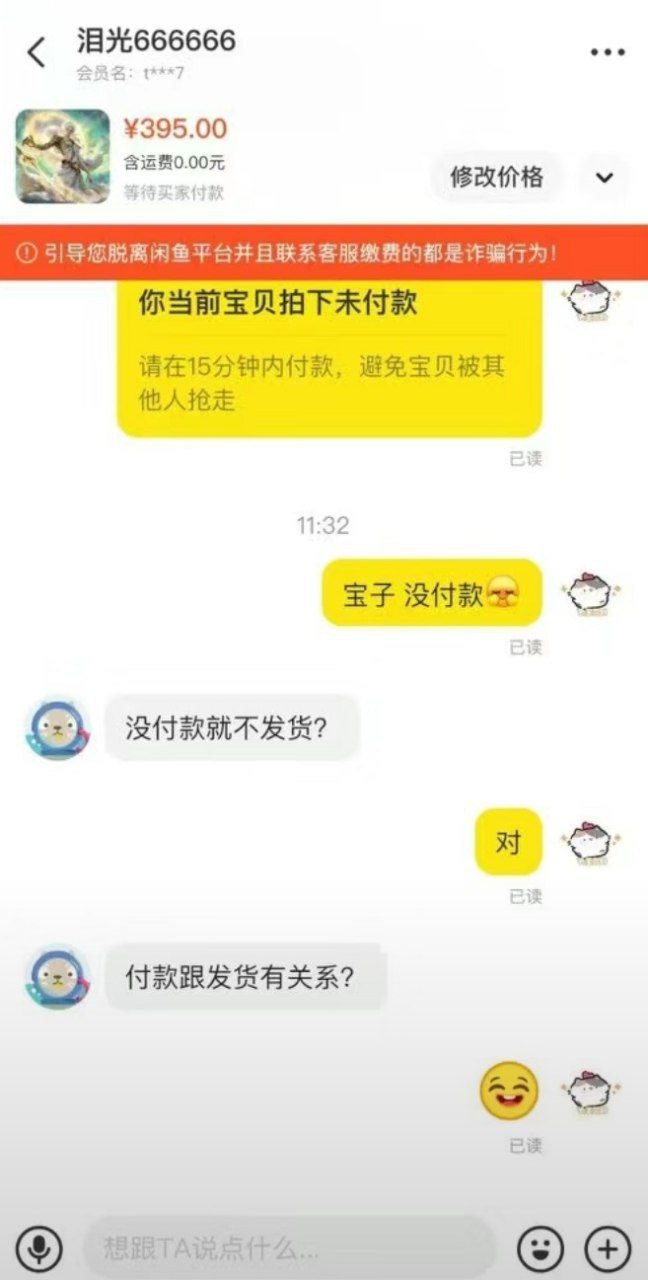 泪光666666
会员名：t***7
¥395.00
含运费0.00元
等待买家付款
修改价格
引导您脱离闲鱼平台并且联系客服缴费的都是诈骗行为！
你当前宝贝拍下未付款
请在15分钟内付款，避免宝贝被其
他人抢走
已读
11:32
宝子 没付款
已读
没付款就不发货？
对
已读
付款跟发货有关系？
已读
想跟TA说点什么...